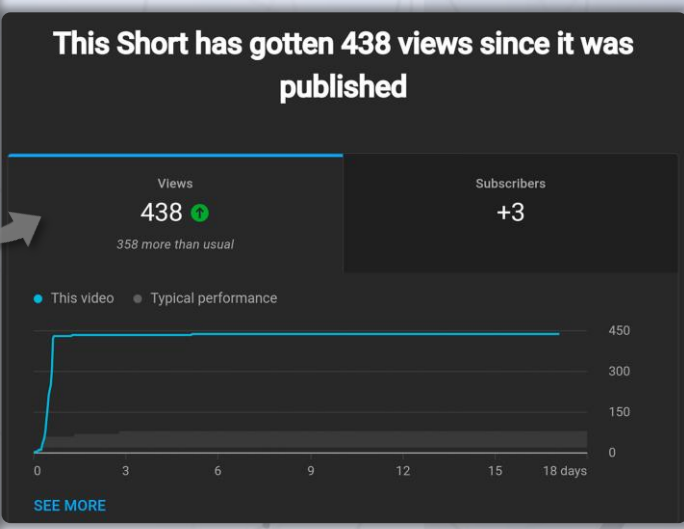 This Short has gotten 438 views since it was
published
Views
438
358 more than usual
Subscribers
+3
This video
Typical performance
450
300
150
0
0 3 6 9 12 15 18 days
SEE MORE